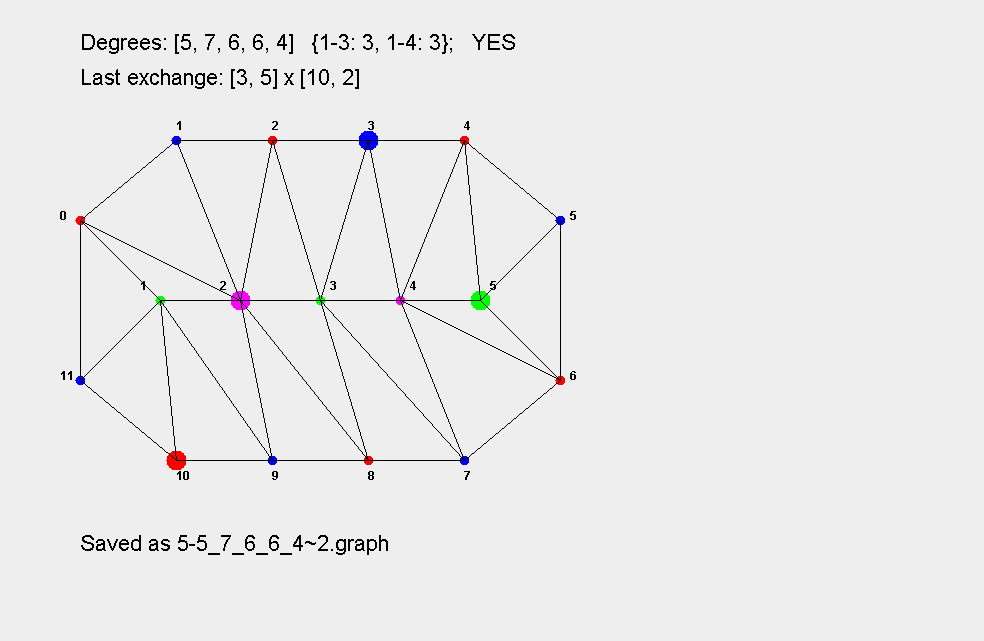 Degrees: [5, 7, 6, 6, 4]   {1-3: 3, 1-4: 3};   YES
Last exchange: [3, 5] x [10, 2]
1 2 3 4
0 5
1 2 3 4 5
11 6
10 9 8 7
Saved as 5-5_7_6_6_4~2.graph